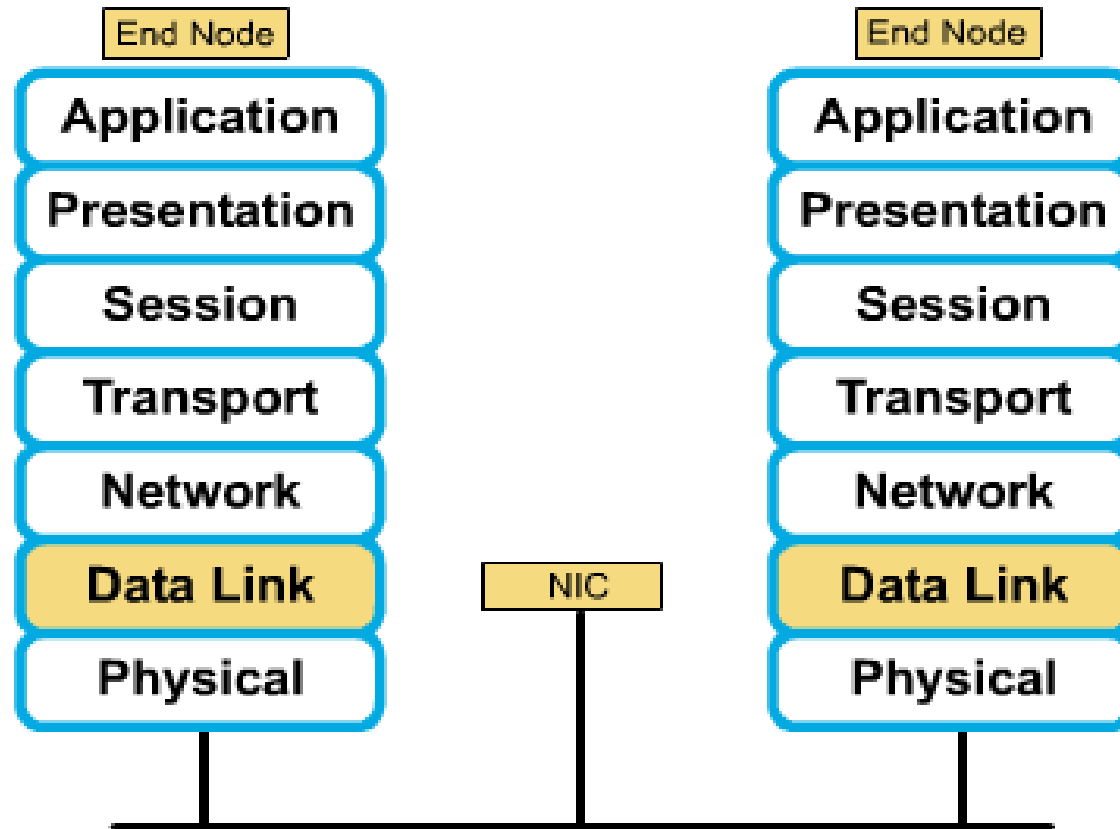 End Node
Application
Presentation
Session
Transport
Network
Data Link
Physical
NIC
End Node
Application
Presentation
Session
Transport
Network
Data Link
Physical